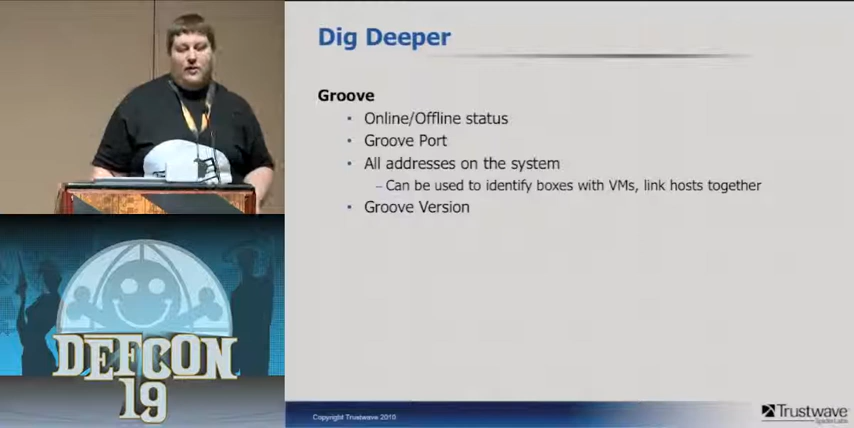 Dig Deeper
Groove
Online/Offline status
Groove Port
All addresses on the system
– Can be used to identify boxes with VMs, link hosts together
Groove Version
DEFCON
19
Copyright Trustwave 2010
Trustwave
SpiderLabs